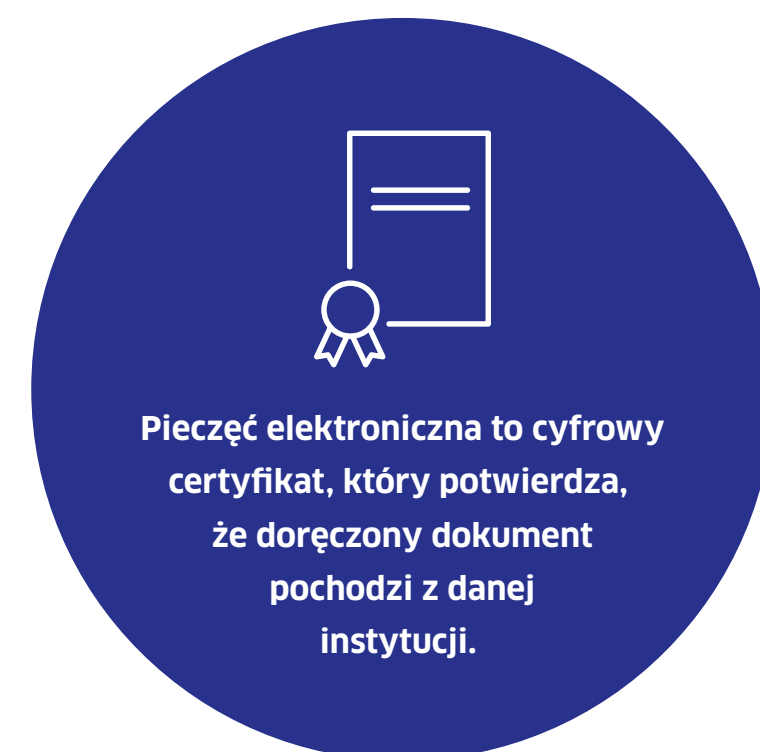 Pieczęć elektroniczna to cyfrowy
certyfikat, który potwierdza,
że doręczony dokument
pochodzi z danej
instytucji.